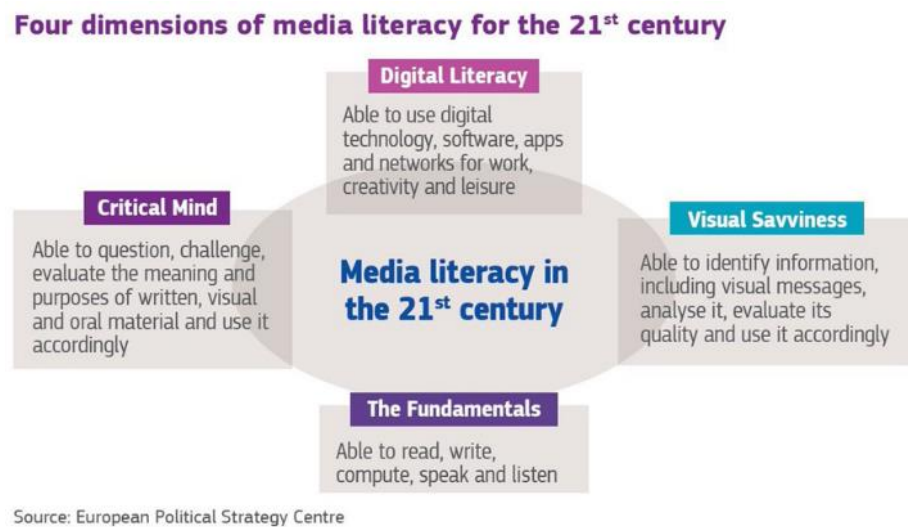 Four dimensions of media literacy for the 21st century
Digital Literacy
Able to use digital
technology, software, apps
and networks for work,
creativity and leisure
Critical Mind
Able to question, challenge,
evaluate the meaning and
purposes of written, visual
and oral material and use it
accordingly
Media literacy in
the 21st century
Visual Savviness
Able to identify information,
including visual messages,
analyse it, evaluate its
quality and use it accordingly
The Fundamentals
Able to read, write,
compute, speak and listen
Source: European Political Strategy Centre